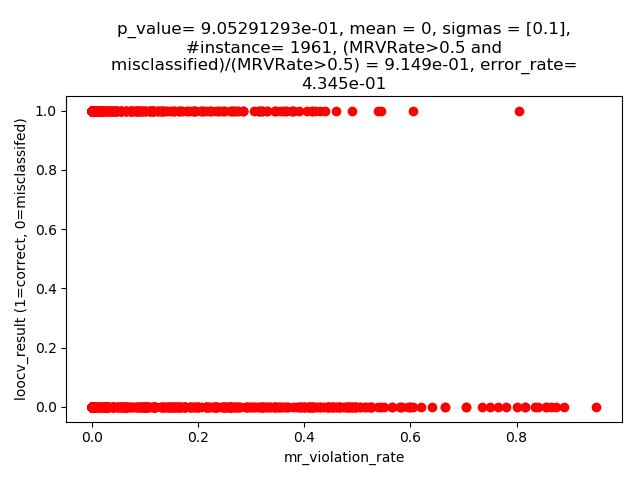 p_value= 9.05291293e-01, mean = 0, sigmas = [0.1],
#instance= 1961, (MRVRate>0.5 and
misclassified)/(MRVRate>0.5) = 9.149e-01, error_rate=
4.345e-01
loocv_result (1=correct, 0=misclassifed)
1.0
0.8
0.6
0.4
0.2
0.0
0.0 0.2 0.4 0.6 0.8
mr_violation_rate